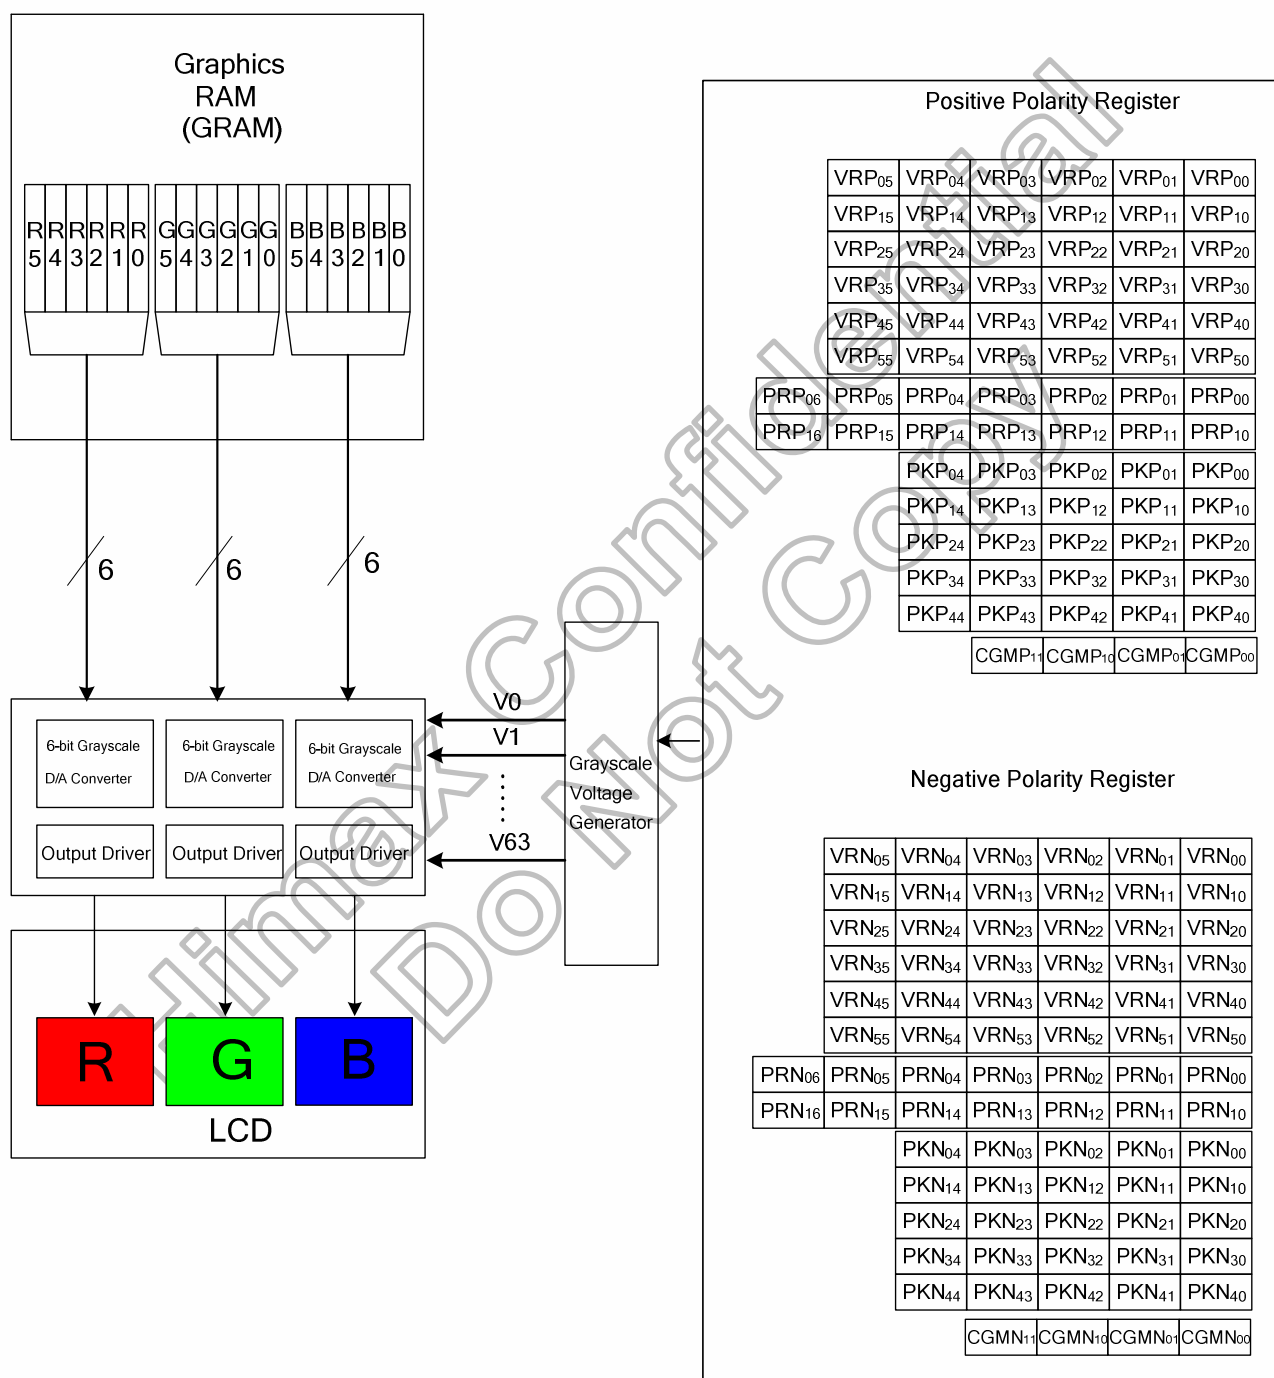 Graphics
RAM
(GRAM)
R5 R4 R3 R2 R1 R0 G5 G4 G3 G2 G1 G0 B5 B4 B3 B2 B1 B0
6 6 6
6-bit Grayscale D/A Converter
6-bit Grayscale D/A Converter
6-bit Grayscale D/A Converter
Output Driver Output Driver Output Driver
R G B
LCD
V0
V1
V63
Grayscale
Voltage
Generator
Positive Polarity Register
VRP05 VRP04 VRP03 VRP02 VRP01 VRP00
VRP15 VRP14 VRP13 VRP12 VRP11 VRP10
VRP25 VRP24 VRP23 VRP22 VRP21 VRP20
VRP35 VRP34 VRP33 VRP32 VRP31 VRP30
VRP45 VRP44 VRP43 VRP42 VRP41 VRP40
VRP55 VRP54 VRP53 VRP52 VRP51 VRP50
PRP06 PRP05 PRP04 PRP03 PRP02 PRP01 PRP00
PRP16 PRP15 PRP14 PRP13 PRP12 PRP11 PRP10
PKP04 PKP03 PKP02 PKP01 PKP00
PKP14 PKP13 PKP12 PKP11 PKP10
PKP24 PKP23 PKP22 PKP21 PKP20
PKP34 PKP33 PKP32 PKP31 PKP30
PKP44 PKP43 PKP42 PKP41 PKP40
CGMP11 CGMP10 CGMP01 CGMP00
Negative Polarity Register
VRN05 VRN04 VRN03 VRN02 VRN01 VRN00
VRN15 VRN14 VRN13 VRN12 VRN11 VRN10
VRN25 VRN24 VRN23 VRN22 VRN21 VRN20
VRN35 VRN34 VRN33 VRN32 VRN31 VRN30
VRN45 VRN44 VRN43 VRN42 VRN41 VRN40
VRN55 VRN54 VRN53 VRN52 VRN51 VRN50
PRN06 PRN05 PRN04 PRN03 PRN02 PRN01 PRN00
PRN16 PRN15 PRN14 PRN13 PRN12 PRN11 PRN10
PKN04 PKN03 PKN02 PKN01 PKN00
PKN14 PKN13 PKN12 PKN11 PKN10
PKN24 PKN23 PKN22 PKN21 PKN20
PKN34 PKN33 PKN32 PKN31 PKN30
PKN44 PKN43 PKN42 PKN41 PKN40
CGMN11 CGMN10 CGMN01 CGMN00
Himax Confidential
Do Not Copy